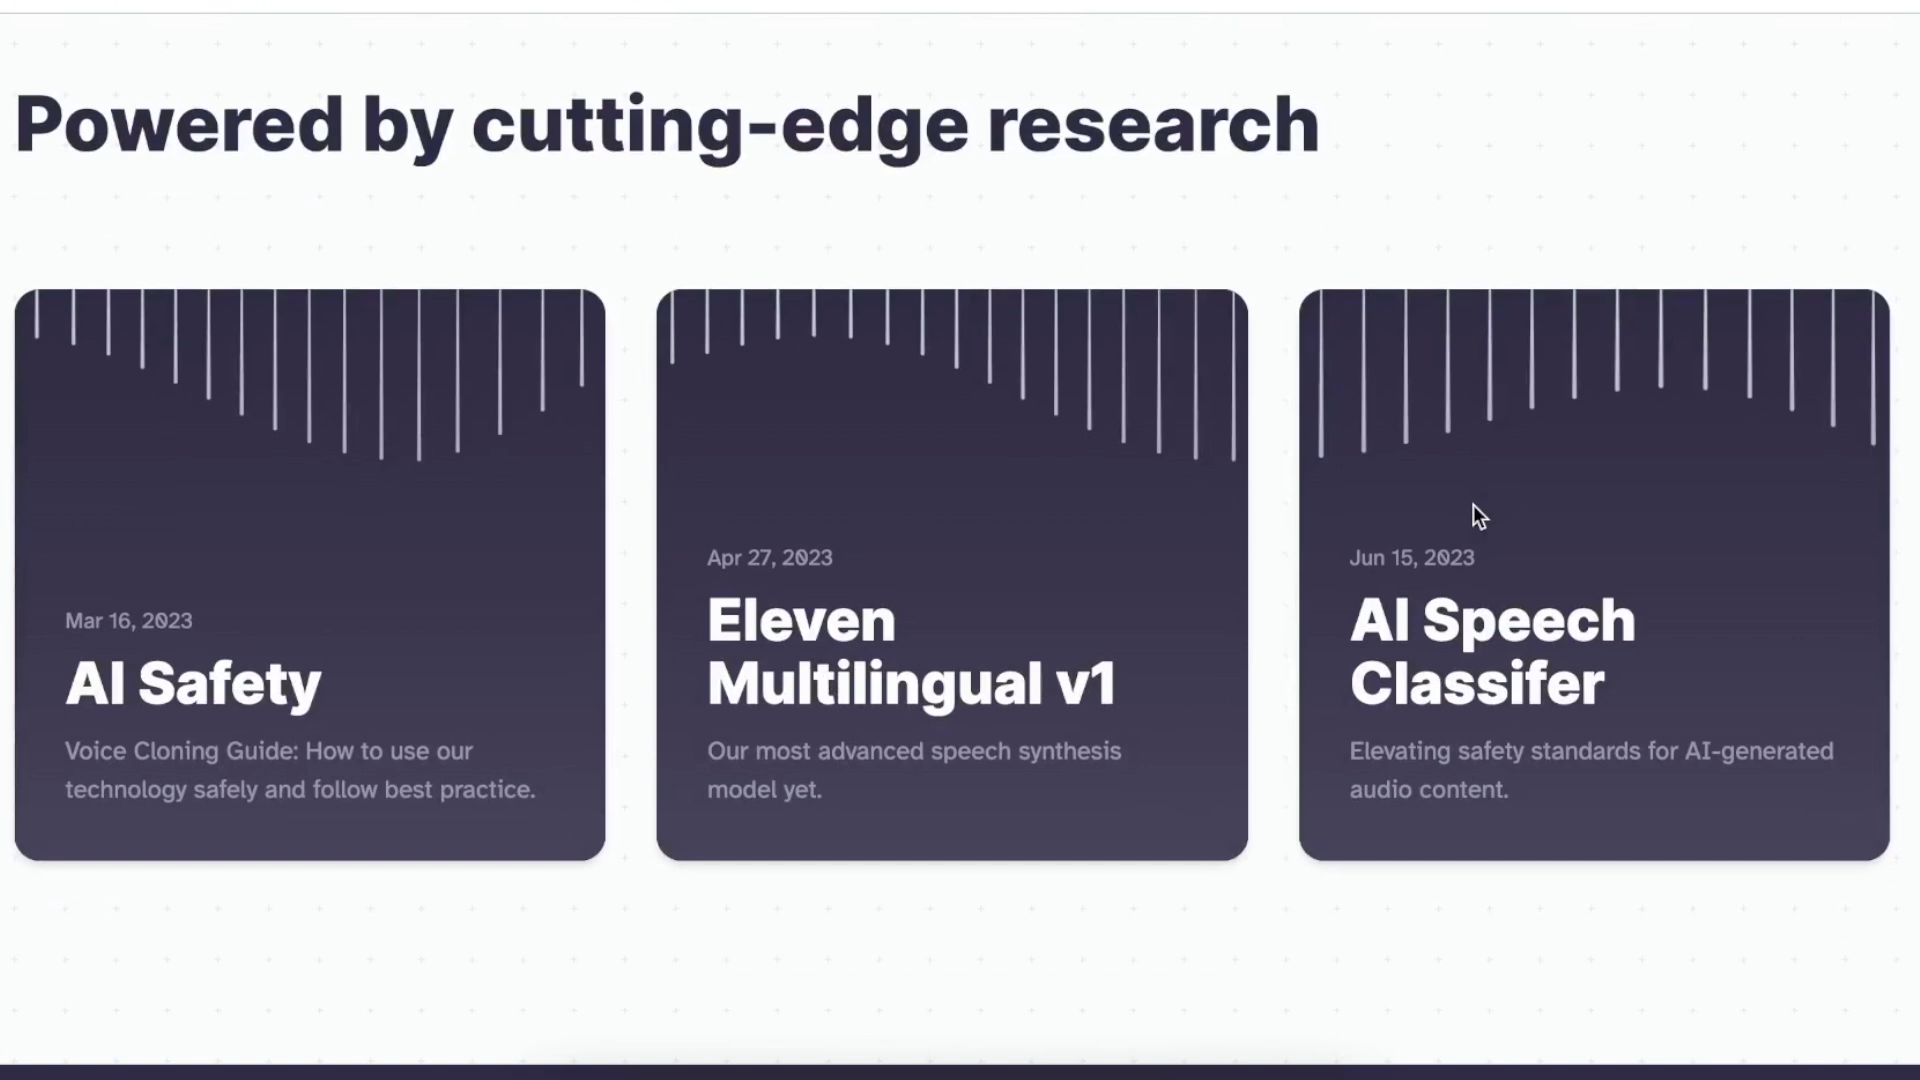 Powered by cutting-edge research
Mar 16, 2023
AI Safety
Voice Cloning Guide: How to use our
technology safely and follow best practice.
Apr 27, 2023
Eleven
Multilingual v1
Our most advanced speech synthesis
model yet.
Jun 15, 2023
AI Speech
Classifer
Elevating safety standards for AI-generated
audio content.